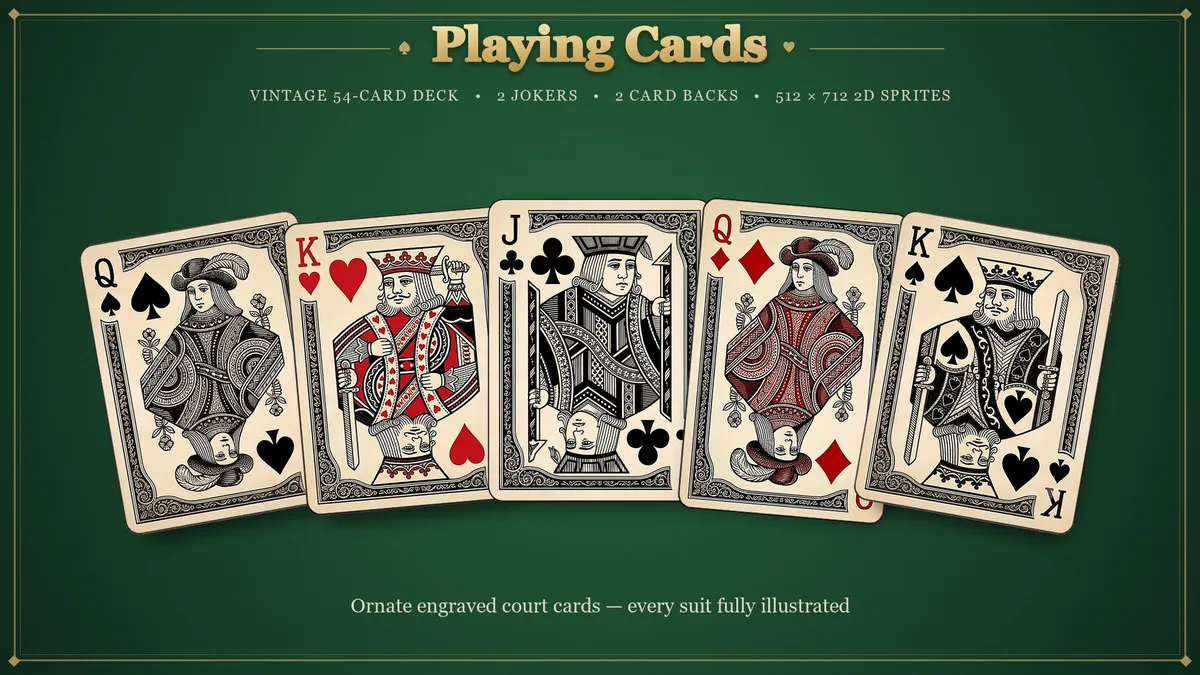 Playing Cards
VINTAGE 54-CARD DECK • 2 JOKERS • 2 CARD BACKS • 512 × 712 2D SPRITES
Q
K
J
Q
K
Q
K
Ornate engraved court cards — every suit fully illustrated